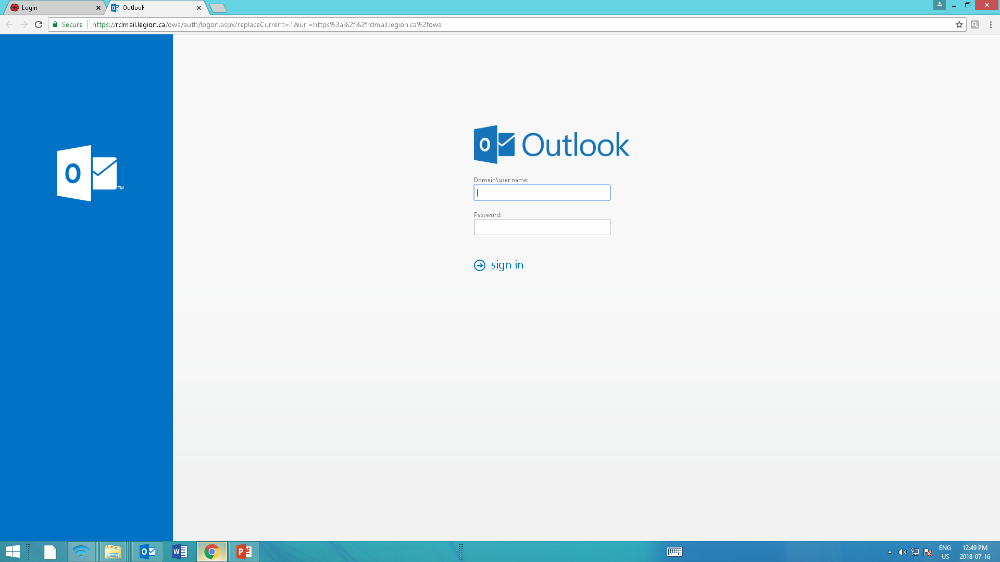 Login
Outlook
Secure
https://rclmail.legion.ca/owa/auth/logon.aspx?replaceCurrent=1&url=https%3a%2f%2frclmail.legion.ca%2fowa
O
TM
O Outlook
Domain\user name:
Password:
sign in
ENG
US
12:49 PM
2018-07-16